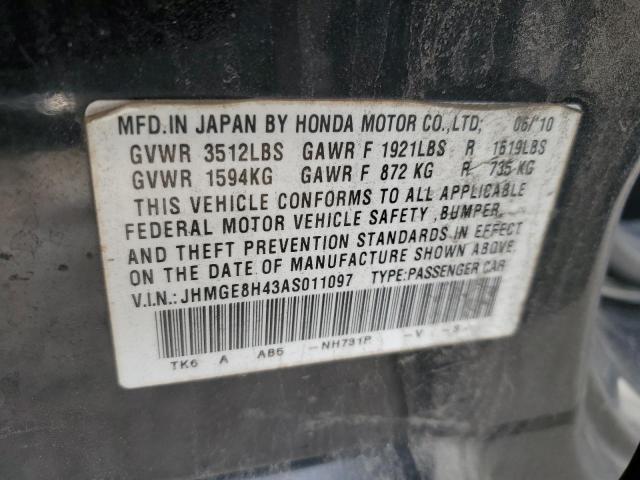 MFD.IN JAPAN BY HONDA MOTOR CO.,LTD; 06/'10
GVWR 3512LBS GAWR F 1921LBS R 1619LBS
GVWR 1594KG GAWR F 872 KG R 735 KG
THIS VEHICLE CONFORMS TO ALL APPLICABLE
FEDERAL MOTOR VEHICLE SAFETY ,BUMPER,
AND THEFT PREVENTION STANDARDS IN EFFECT
ON THE DATE OF MANUFACTURE SHOWN ABOVE.
V.I.N.:JHMGE8H43AS011097 TYPE:PASSENGER CAR
TK6 A AB5 -NH731P -V -3-